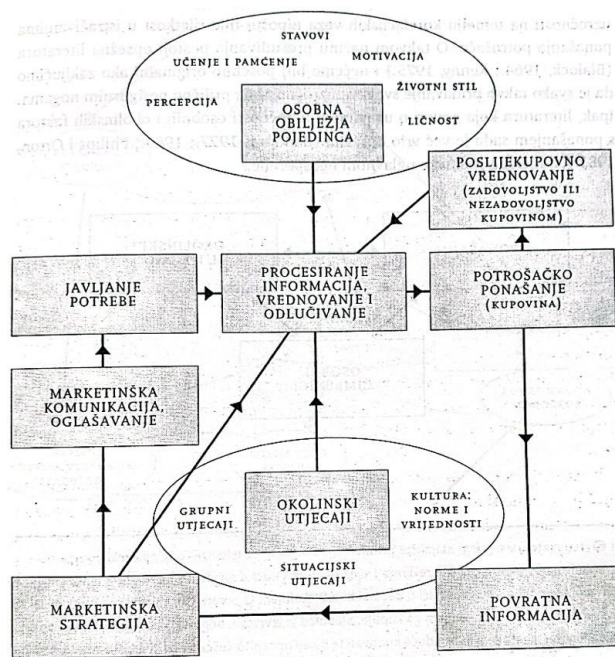 STAVOVI
UČENJE I PAMĆENJE
MOTIVACIJA
PERCEPCIJA
ŽIVOTNI STIL
OSOBNA
OBILJEŽJA
POJEDINCA
LIČNOST
POSLIJEKUPOVNO
VREDNOVANJE
(ZADOVOLJSTVO ILI
NEZADOVOLJSTVO
KUPOVINOM)
JAVLJANJE
POTREBE
PROCESIRANJE
INFORMACIJA,
VREDNOVANJE I
ODLUČIVANJE
POTROŠAČKO
PONAŠANJE
(KUPOVINA)
MARKETINŠKA
KOMUNIKACIJA,
OGLAŠAVANJE
GRUPNI
UTJECAJI
OKOLINSKI
UTJECAJI
KULTURA:
NORME I
VRIJEDNOSTI
SITUACIJSKI
UTJECAJI
MARKETINŠKA
STRATEGIJA
POVRATNA
INFORMACIJA